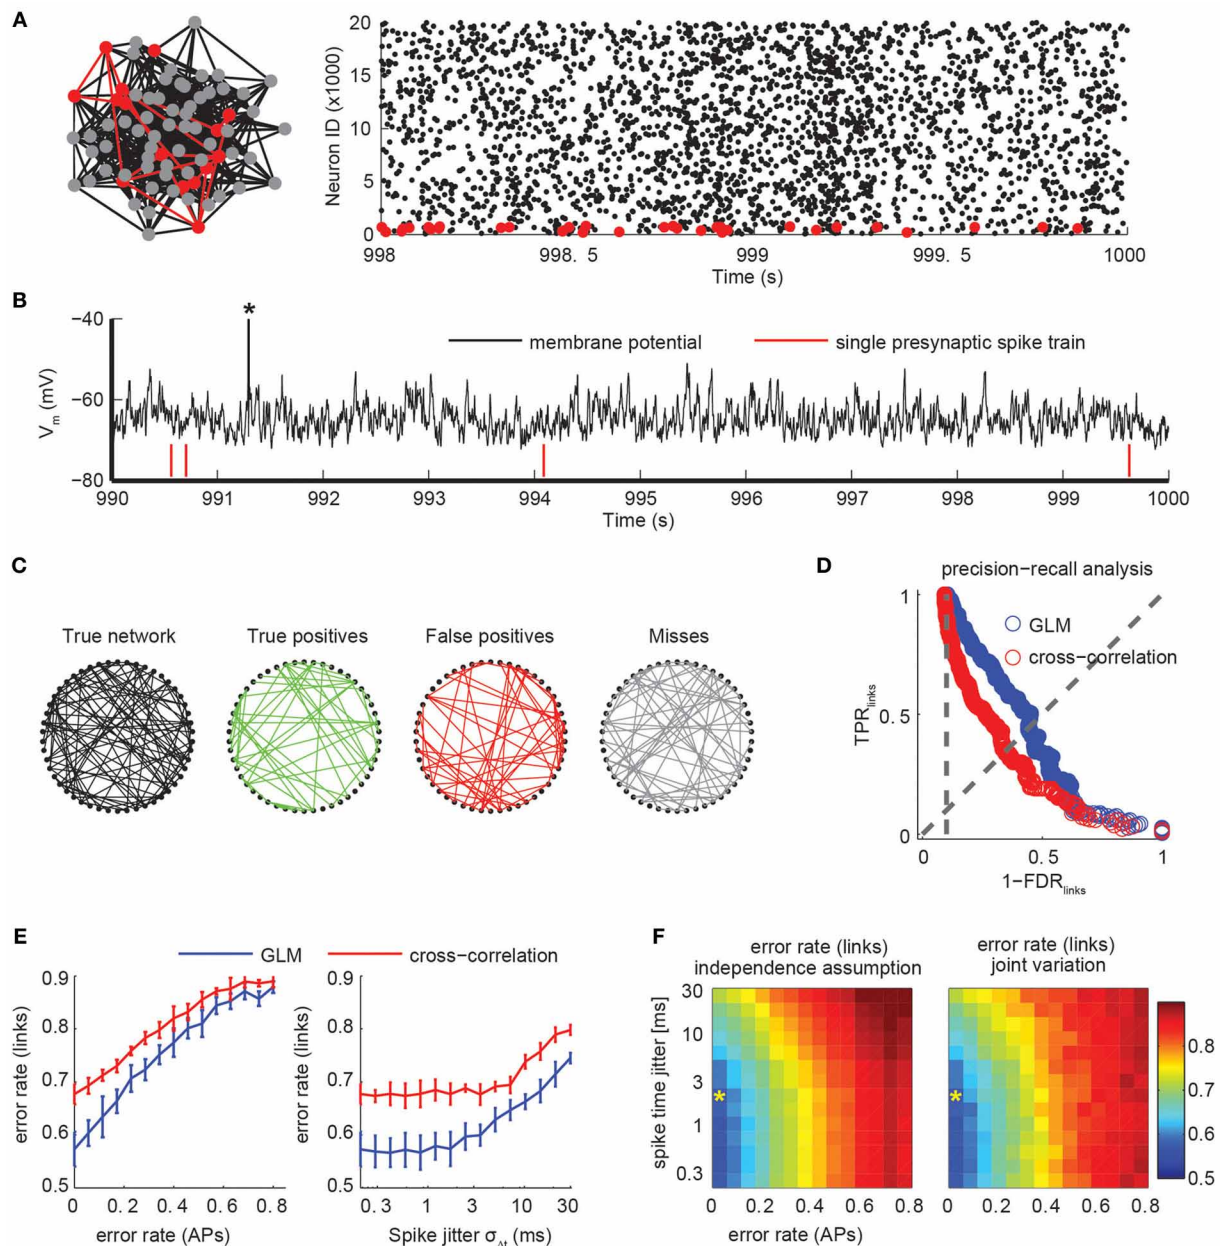 A
Neuron ID (x1000)
20
15
10
5
0
998
998. 5
999
999. 5
1000
Time (s)
B
*
−40
−60
−80
V_m (mV)
membrane potential
single presynaptic spike train
990
991
992
993
994
995
996
997
998
999
1000
Time (s)
C
True network
True positives
False positives
Misses
D
precision−recall analysis
1
0.5
0
TPR_links
GLM
cross−correlation
0
0.5
1
1−FDR_links
E
GLM
cross−correlation
0.9
0.8
0.7
0.6
0.5
error rate (links)
0
0.2
0.4
0.6
0.8
error rate (APs)
0.9
0.8
0.7
0.6
0.5
error rate (links)
0.3
1
3
10
30
Spike jitter σ_Δt (ms)
F
error rate (links)
independence assumption
error rate (links)
joint variation
spike time jitter [ms]
30
10
3
1
0.3
*
*
0
0.2
0.4
0.6
0.8
error rate (APs)
0
0.2
0.4
0.6
0.8
0.8
0.7
0.6
0.5